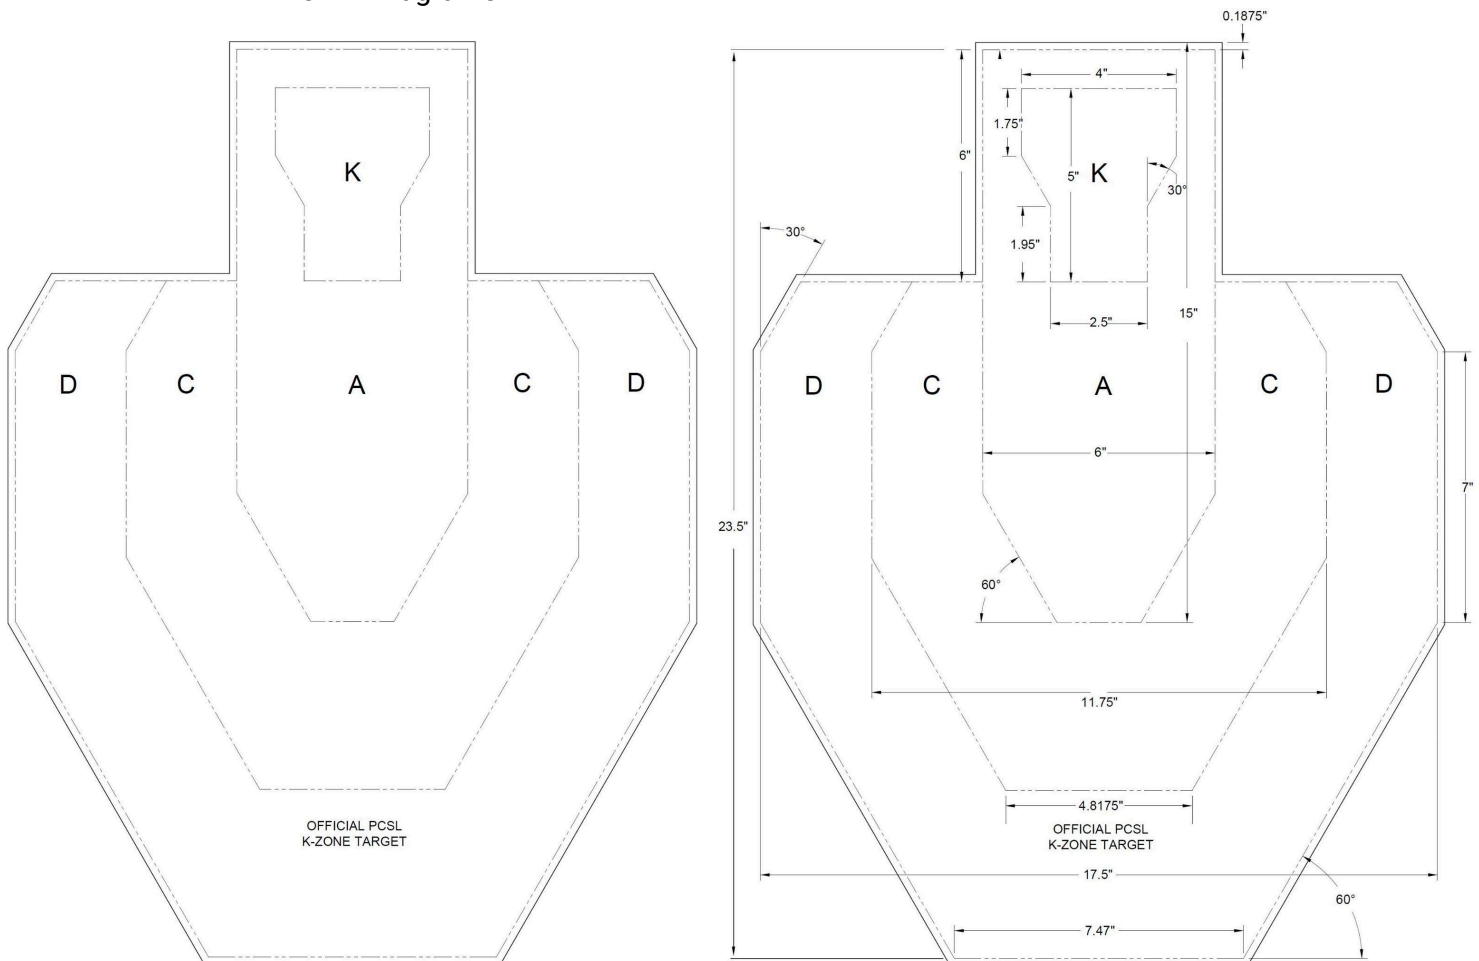 K
D
C
A
C
D
OFFICIAL PCSL
K-ZONE TARGET
0.1875"
4"
1.75"
6"
5"
K
30°
30°
1.95"
2.5"
15"
D
C
A
C
D
6"
7"
23.5"
60°
11.75"
4.8175"
OFFICIAL PCSL
K-ZONE TARGET
17.5"
60°
7.47"